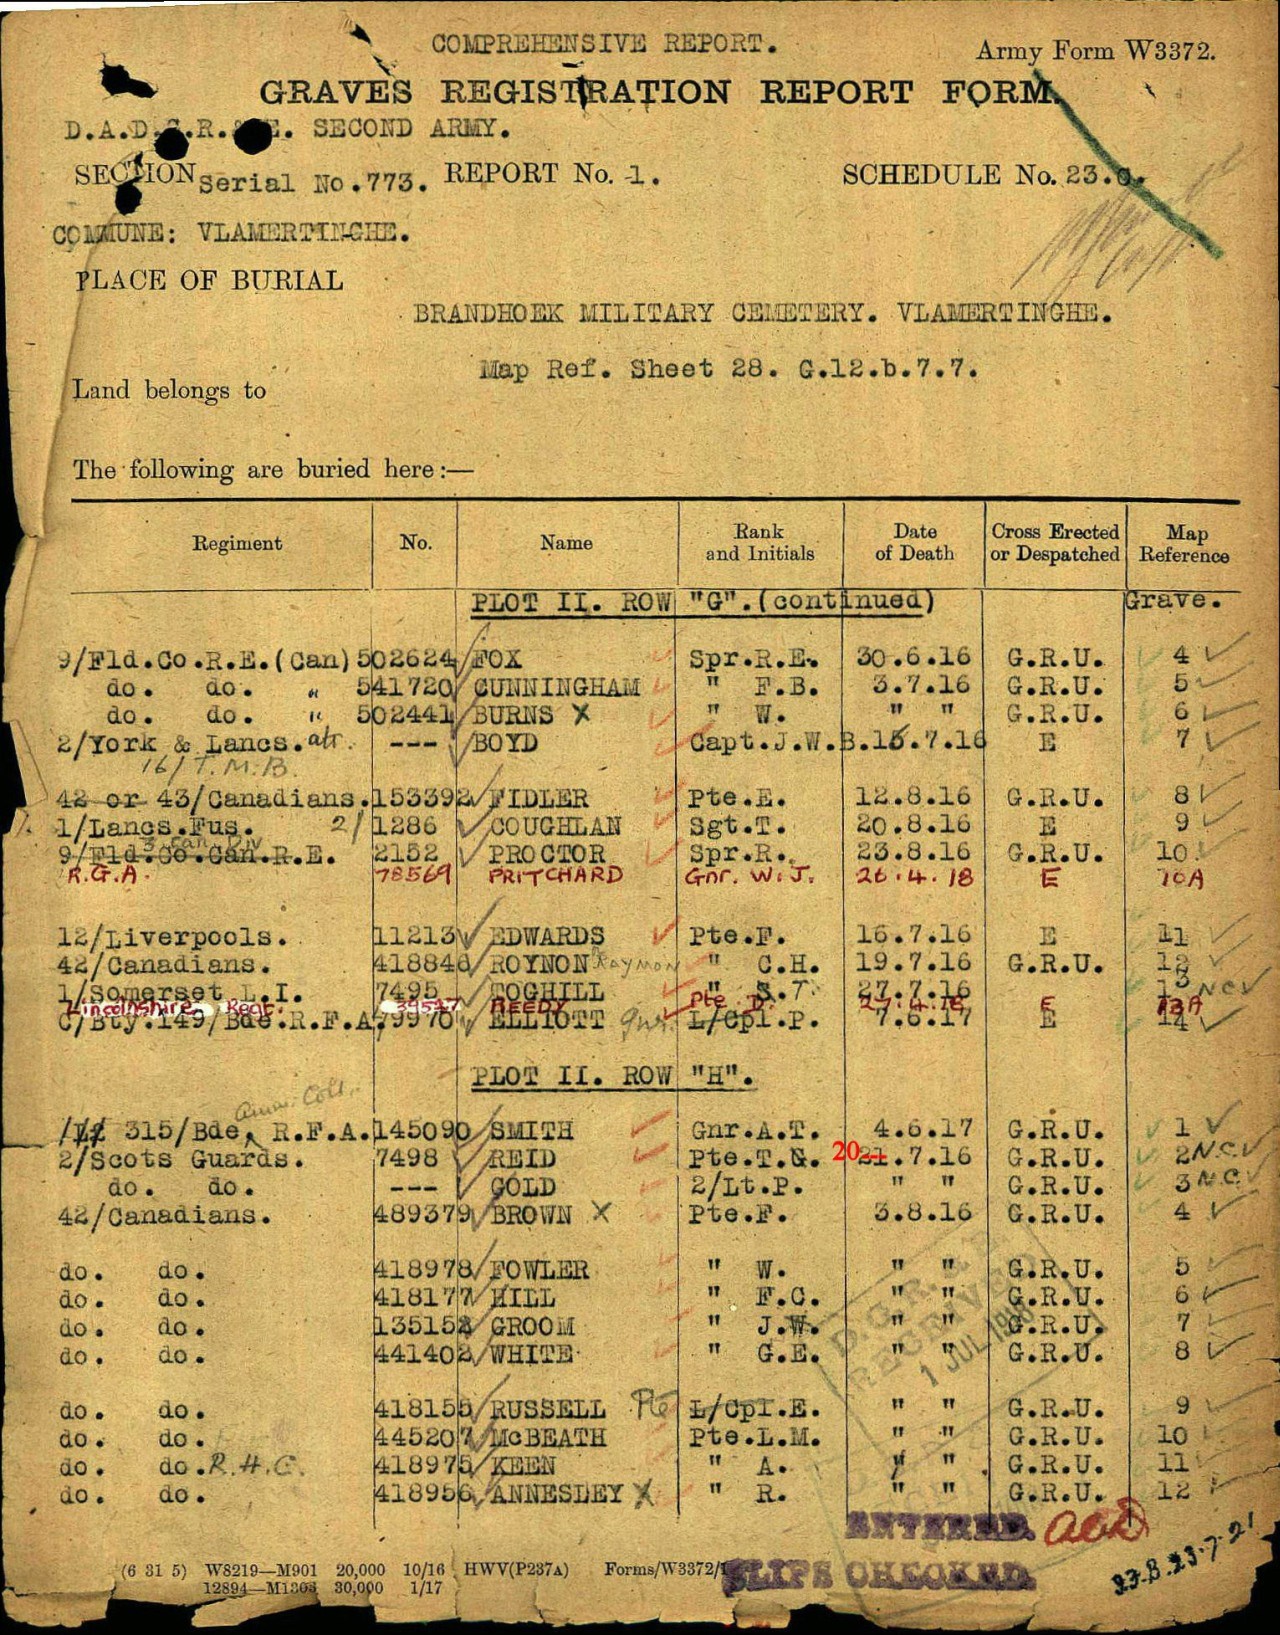 COMPREHENSIVE REPORT.
Army Form W3372.
GRAVES REGISTRATION REPORT FORM.
D.A.D.G.R.&E. SECOND ARMY.
SECTION Serial No.773. REPORT No. 1. SCHEDULE No. 23.
COMMUNE: VLAMERTINGHE.
PLACE OF BURIAL
BRANDHOEK MILITARY CEMETERY. VLAMERTINGHE.
Map Ref. Sheet 28. G.12.b.7.7.
Land belongs to
The following are buried here:—
Regiment No. Name Rank and Initials Date of Death Cross Erected or Despatched Map Reference
PLOT II. ROW "G".(continued) Grave.
9/Fld.Co.R.E.(Can) 502624 FOX Spr.R.E. 30.6.16 G.R.U. 4
do. do. " 541720 CUNNINGHAM " F.B. 3.7.16 G.R.U. 5
do. do. " 502441 BURNS X " W. " " G.R.U. 6
2/York & Lancs. att. --- BOYD Capt.J.W.B. 15.7.16 E 7
16/T.M.B.
42 or 43/Canadians. 153392 FIDLER Pte.E. 12.8.16 G.R.U. 8
1/Lancs.Fus. 2/ 1286 COUGHLAN Sgt.T. 20.8.16 E 9
3 Can Div
9/Fld.Co.Can.R.E. 2152 PROCTOR Spr.R. 23.8.16 G.R.U. 10
R.G.A. 78569 PRITCHARD Gnr. W.J. 26.4.18 E 10A
12/Liverpools. 11213 EDWARDS Pte.F. 16.7.16 E 11
42/Canadians. 418848 ROYNON " C.H. 19.7.16 G.R.U. 12
1/Somerset L.I. 7495 TOGHILL " S.T. 27.7.16 13 N.C.V
Lincolnshire Regt. 39517 REEDY Pte D. 27.4.18 E 13A
C/Bty.149/Bde.R.F.A. 79970 ELLIOTT Gnr. L/Cpl.P. 7.6.17 E 14
PLOT II. ROW "H".
Amm. Col.
315/Bde. R.F.A. 145090 SMITH Gnr.A.T. 4.6.17 G.R.U. 1
2/Scots Guards. 7498 REID Pte.T.G. 20 21.7.16 G.R.U. 2 N.C.V
do. do. --- GOLD 2/Lt.P. " " G.R.U. 3 N.C.V
42/Canadians. 489379 BROWN X Pte.F. 3.8.16 G.R.U. 4
do. do. 418978 FOWLER " W. " " G.R.U. 5
do. do. 418177 HILL " F.C. " " G.R.U. 6
do. do. 135152 GROOM " J.W. " " G.R.U. 7
do. do. 441402 WHITE " G.E. " " G.R.U. 8
do. do. 418155 RUSSELL Pte L/Cpl.E. " " G.R.U. 9
do. do. 445207 McBEATH Pte.L.M. " " G.R.U. 10
do. do. R.H.C. 418975 KEEN " A. " " G.R.U. 11
do. do. 418956 ANNESLEY X " R. " " G.R.U. 12
RECEIVED
1 JUL 1918
ENTERED.
SLIPS CHECKED.
(6 31 5) W8219—M901 20,000 10/16 HWV(P237A) Forms/W3372/1
12894—M1303 30,000 1/17
23.7.21